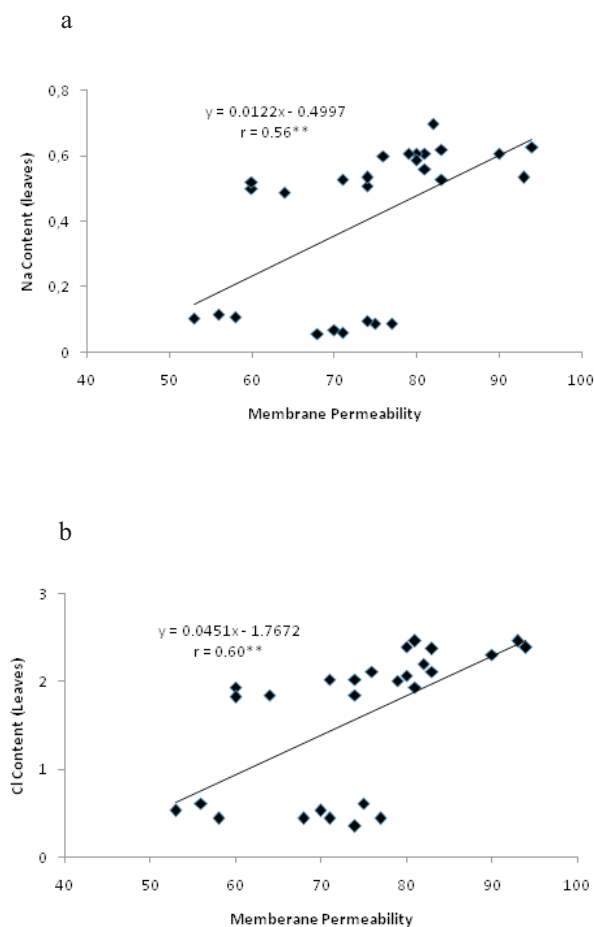 a
0,8
y = 0.0122x - 0.4997
r = 0.56**
0,6
0,4
0,2
0
Na Content (leaves)
40 50 60 70 80 90 100
Membrane Permeability
b
3
y = 0.0451x - 1.7672
r = 0.60**
2
1
0
Cl Content (Leaves)
40 50 60 70 80 90 100
Memberane Permeability